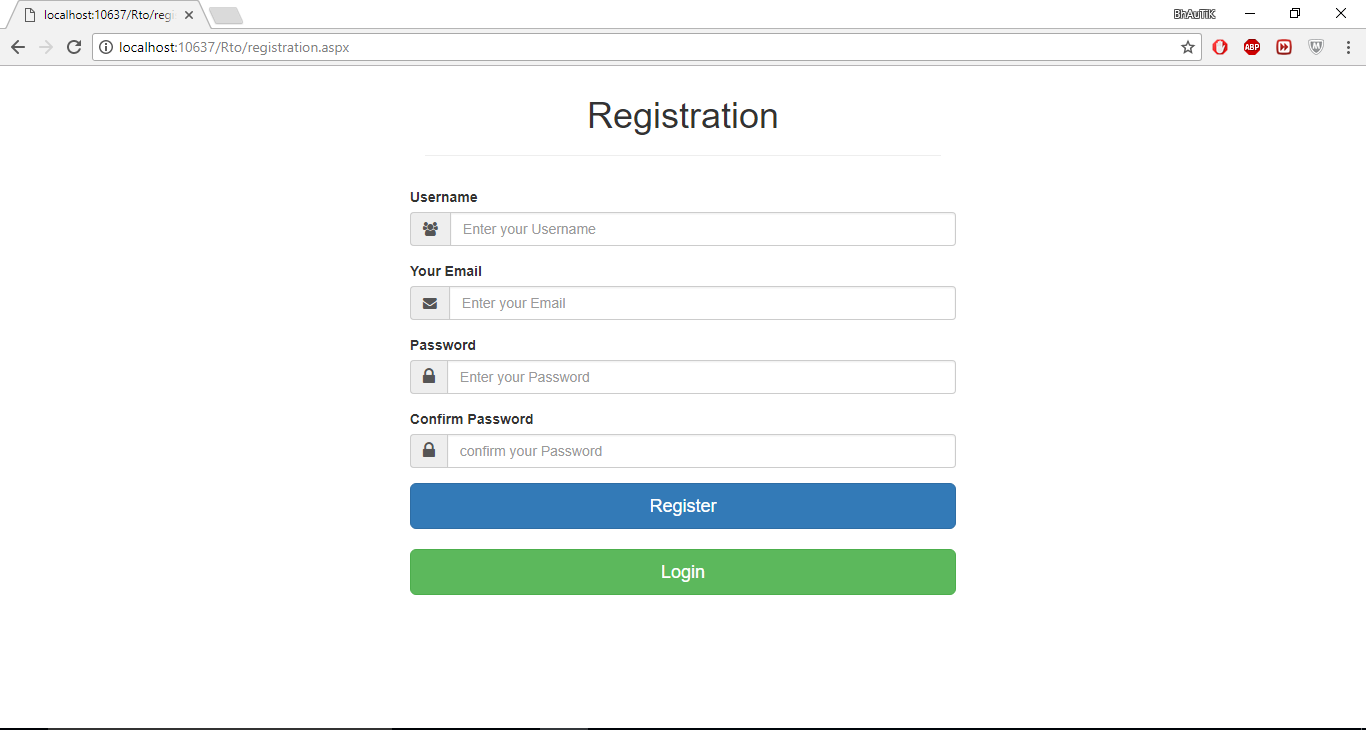 localhost:10637/Rto/regi
BhAuTiK
localhost:10637/Rto/registration.aspx
ABP
Registration
Username
Enter your Username
Your Email
Enter your Email
Password
Enter your Password
Confirm Password
confirm your Password
Register
Login